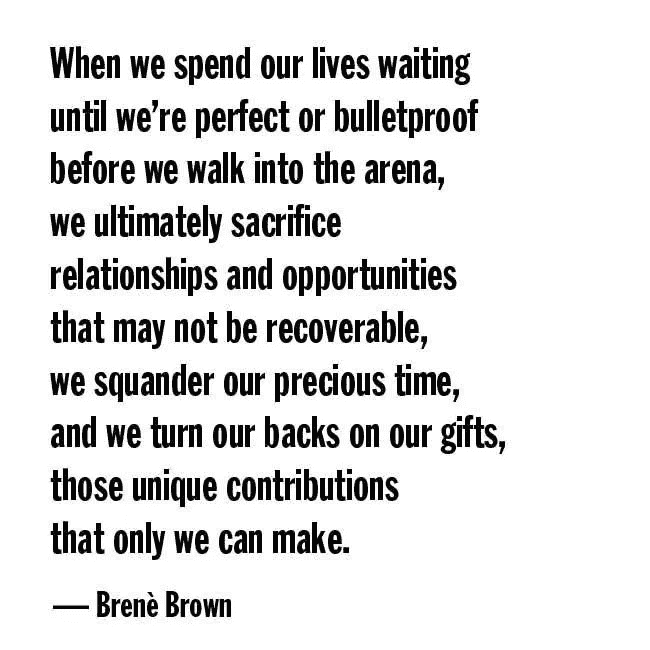 When we spend our lives waiting
until we’re perfect or bulletproof
before we walk into the arena,
we ultimately sacrifice
relationships and opportunities
that may not be recoverable,
we squander our precious time,
and we turn our backs on our gifts,
those unique contributions
that only we can make.
— Brenè Brown